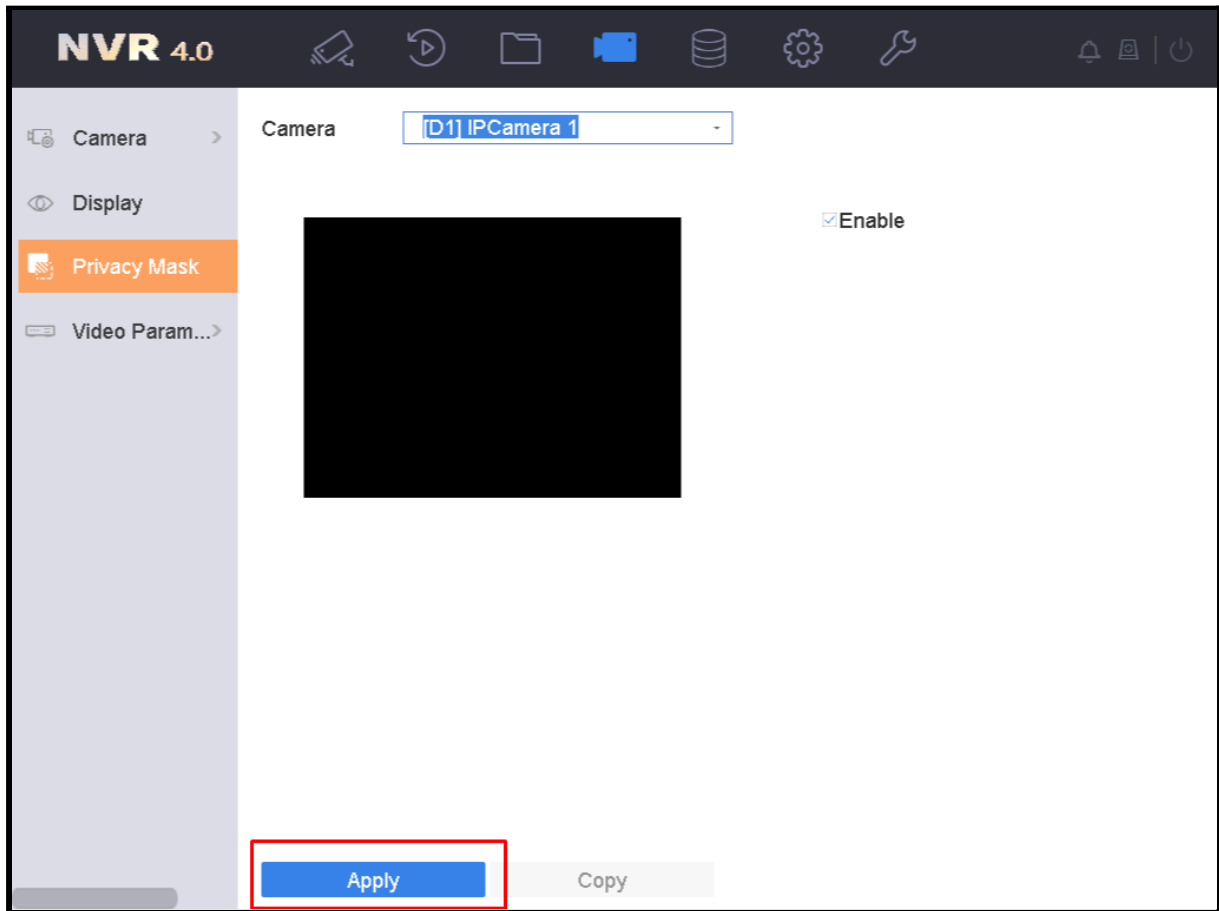 NVR 4.0
Camera
Display
Privacy Mask
Video Param...
Camera
[D1] IPCamera 1
Enable
Apply
Copy